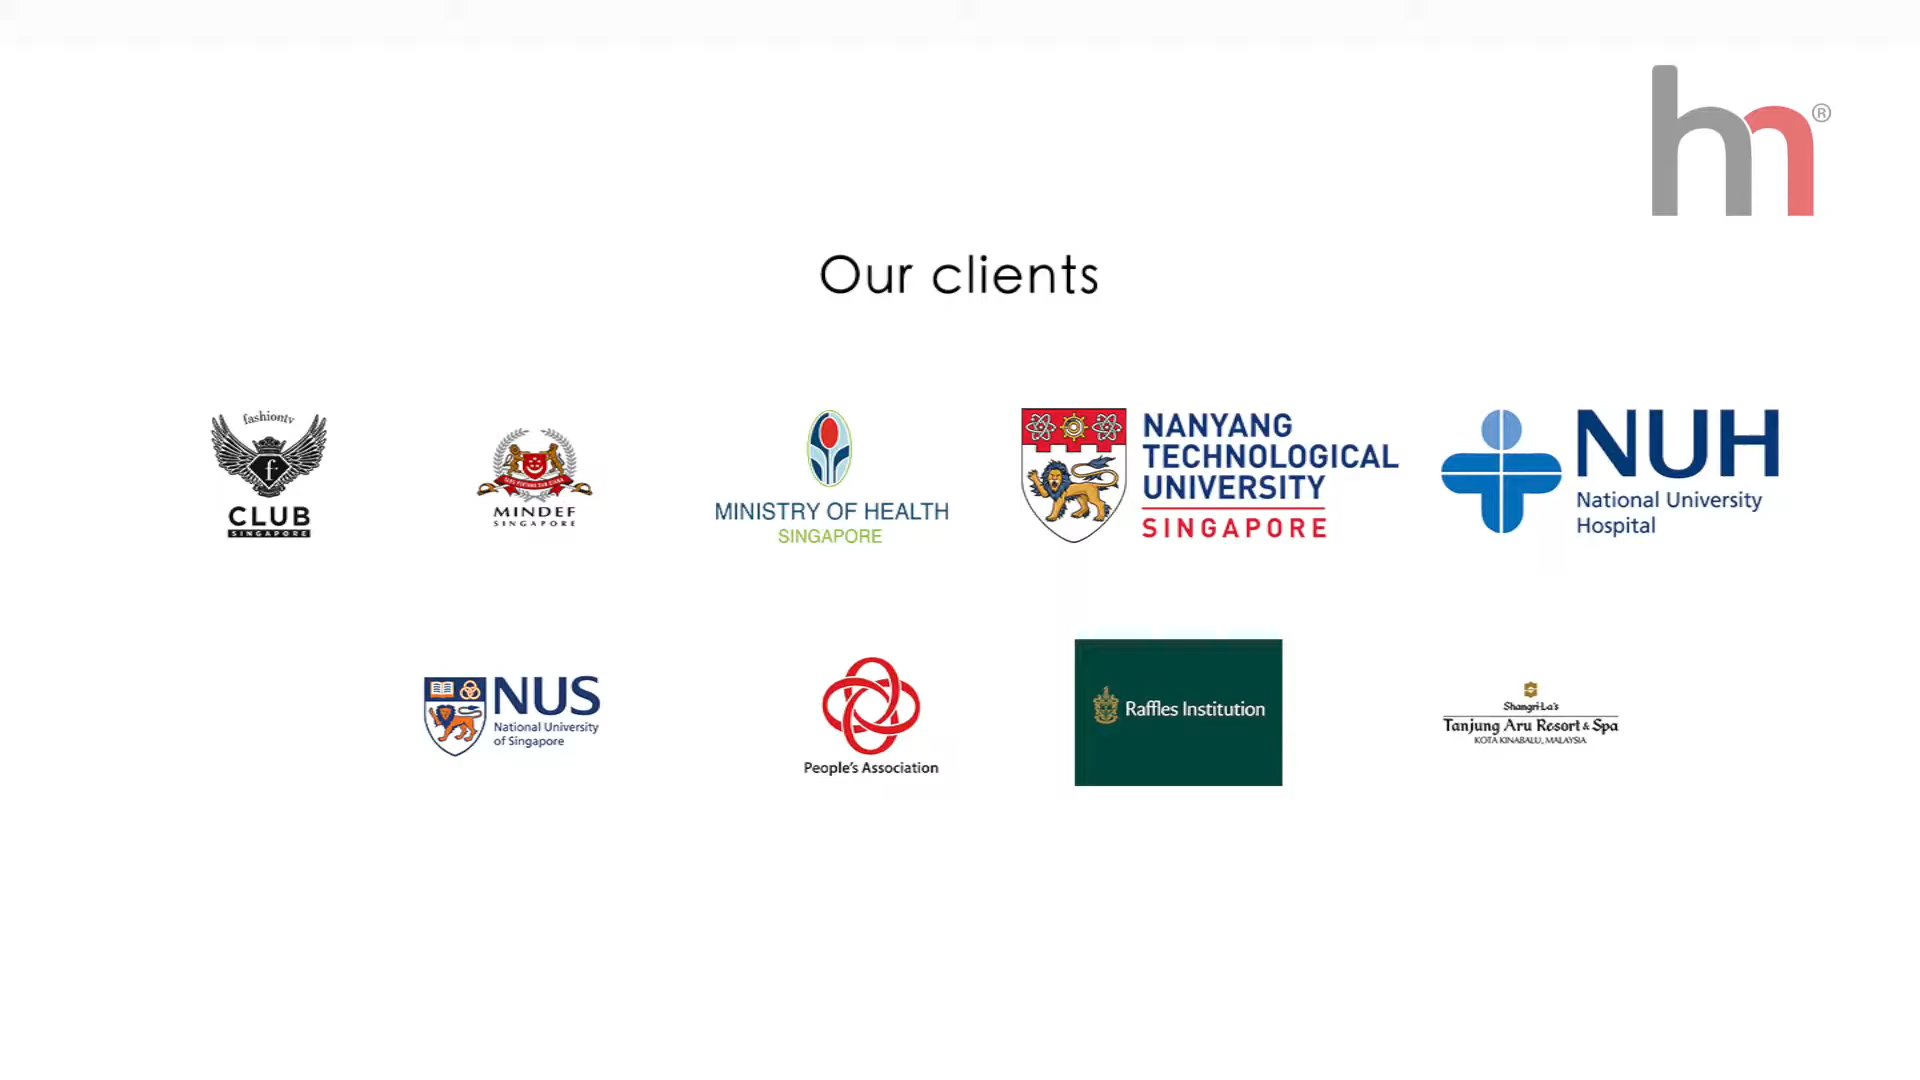 hn®
Our clients
fashiontv
f
CLUB
SINGAPORE
MINDEF
SINGAPORE
MINISTRY OF HEALTH
SINGAPORE
NANYANG
TECHNOLOGICAL
UNIVERSITY
SINGAPORE
NUH
National University
Hospital
NUS
National University
of Singapore
People's Association
Raffles Institution
Shangri-La's
Tanjung Aru Resort & Spa
KOTA KINABALU, MALAYSIA